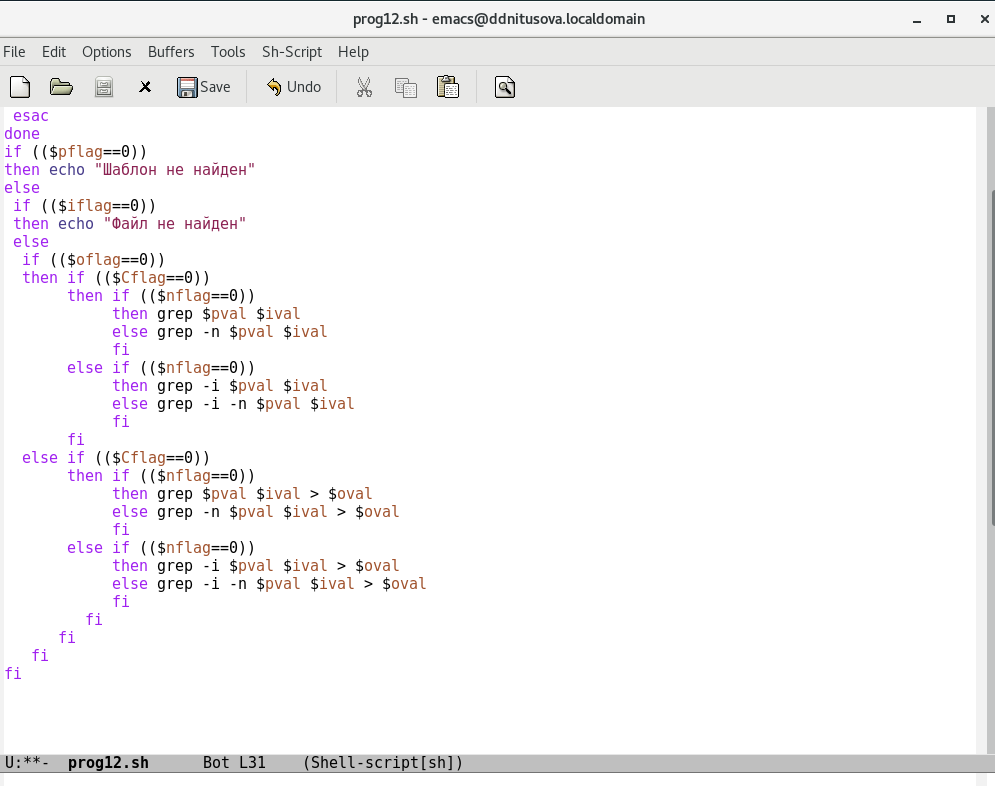 prog12.sh - emacs@ddnitusova.localdomain
File Edit Options Buffers Tools Sh-Script Help
Save Undo
 esac
done
if (($pflag==0))
then echo "Шаблон не найден"
else
 if (($iflag==0))
 then echo "Файл не найден"
 else
  if (($oflag==0))
  then if (($Cflag==0))
       then if (($nflag==0))
            then grep $pval $ival
            else grep -n $pval $ival
            fi
       else if (($nflag==0))
            then grep -i $pval $ival
            else grep -i -n $pval $ival
            fi
       fi
  else if (($Cflag==0))
       then if (($nflag==0))
            then grep $pval $ival > $oval
            else grep -n $pval $ival > $oval
            fi
       else if (($nflag==0))
            then grep -i $pval $ival > $oval
            else grep -i -n $pval $ival > $oval
            fi
         fi
      fi
   fi
fi
U:**-  prog12.sh      Bot L31    (Shell-script[sh])